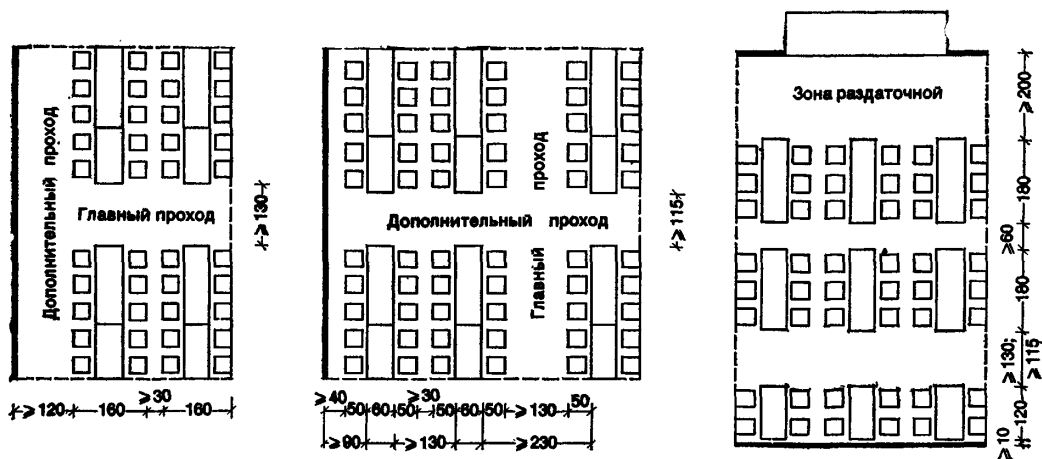 Дополнительный проход
Главный проход
≥130
≥30
≥120 160 160
проход
Дополнительный проход
Главный
≥115
≥40 ≥30
50 60 50 50 60 50 ≥130 50
≥90 ≥130 ≥230
Зона раздаточной
≥200
180
≥60
180
≥130;
≥115
120
≥10